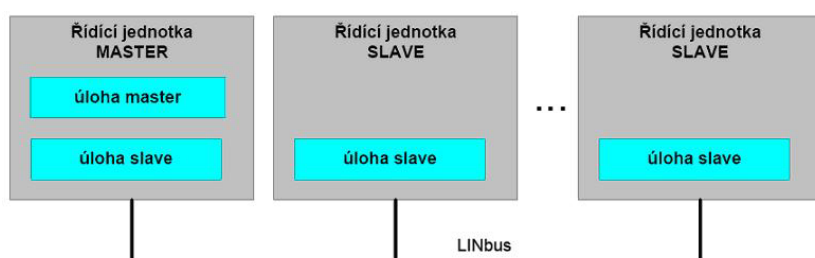 Řídící jednotka
MASTER
úloha master
úloha slave
Řídící jednotka
SLAVE
úloha slave
...
Řídící jednotka
SLAVE
úloha slave
LINbus